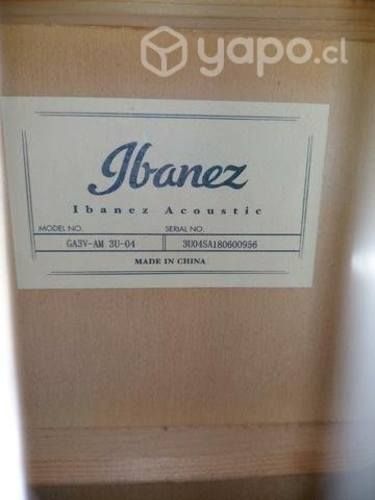 yapo.cl
Ibanez
Ibanez Acoustic
MODEL NO. SERIAL NO.
GA3V-AM 3U-04 3U04SA180600956
MADE IN CHINA